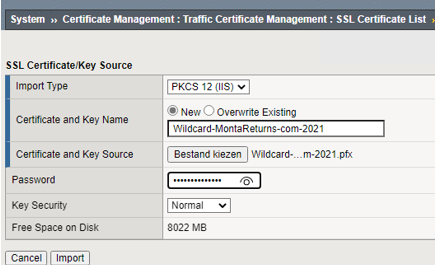 System ›› Certificate Management : Traffic Certificate Management : SSL Certificate List ››
SSL Certificate/Key Source
Import Type PKCS 12 (IIS)
Certificate and Key Name New Overwrite Existing
Wildcard-MontaReturns-com-2021
Certificate and Key Source Bestand kiezen Wildcard-…m-2021.pfx
Password ••••••••••••••
Key Security Normal
Free Space on Disk 8022 MB
Cancel Import